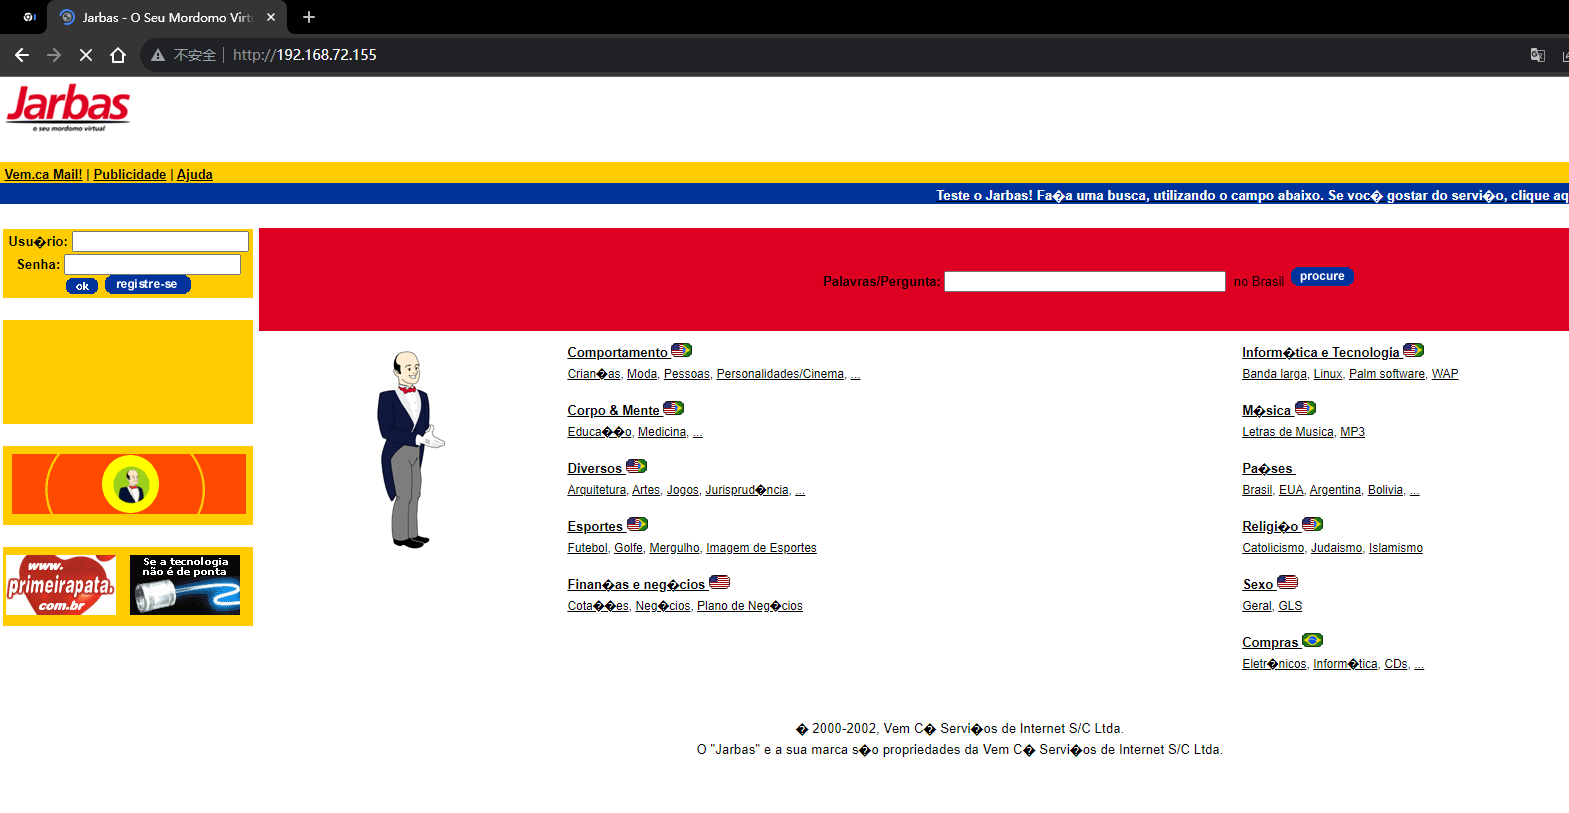 Jarbas - O Seu Mordomo Virt
不安全 | http://192.168.72.155
Jarbas
o seu mordomo virtual
Vem.ca Mail! | Publicidade | Ajuda
Teste o Jarbas! Fa�a uma busca, utilizando o campo abaixo. Se voc� gostar do servi�o, clique aq
Usu�rio:
Senha:
ok registre-se
Palavras/Pergunta: no Brasil procure
Comportamento
Crian�as, Moda, Pessoas, Personalidades/Cinema, ...
Corpo & Mente
Educa��o, Medicina, ...
Diversos
Arquitetura, Artes, Jogos, Jurisprud�ncia, ...
Esportes
Futebol, Golfe, Mergulho, Imagem de Esportes
Finan�as e neg�cios
Cota��es, Neg�cios, Plano de Neg�cios
Inform�tica e Tecnologia
Banda larga, Linux, Palm software, WAP
M�sica
Letras de Musica, MP3
Pa�ses
Brasil, EUA, Argentina, Bolivia, ...
Religi�o
Catolicismo, Judaismo, Islamismo
Sexo
Geral, GLS
Compras
Eletr�nicos, Inform�tica, CDs, ...
www.
primeirapata.
com.br
Se a tecnologia
não é de ponta
� 2000-2002, Vem C� Servi�os de Internet S/C Ltda.
O "Jarbas" e a sua marca s�o propriedades da Vem C� Servi�os de Internet S/C Ltda.